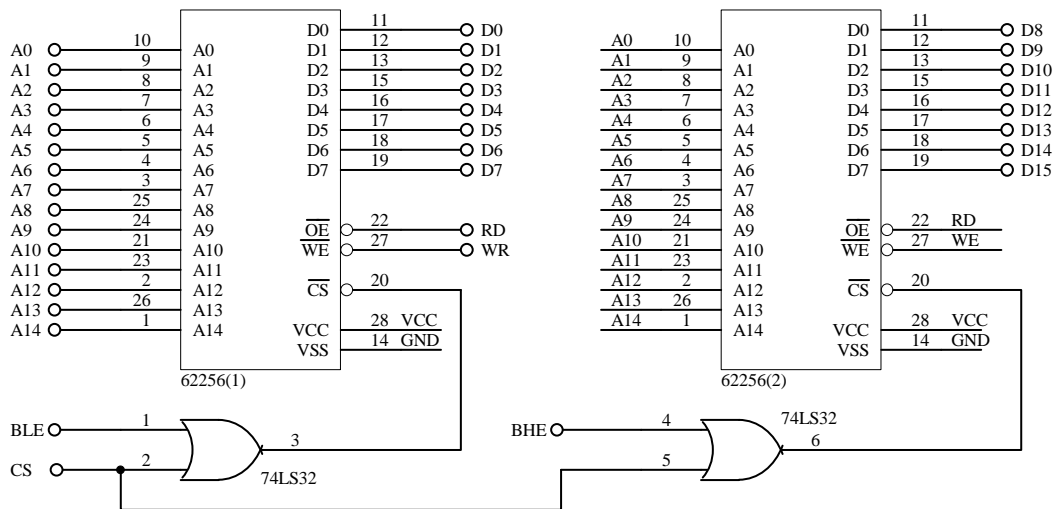 D0 11 D0
A0 10 A0 D1 12 D1
A1 9 A1 D2 13 D2
A2 8 A2 D3 15 D3
A3 7 A3 D4 16 D4
A4 6 A4 D5 17 D5
A5 5 A5 D6 18 D6
A6 4 A6 D7 19 D7
A7 3 A7
A8 25 A8
A9 24 A9 OE 22 RD
A10 21 A10 WE 27 WR
A11 23 A11
A12 2 A12 CS 20
A13 26 A13
A14 1 A14 VCC 28 VCC
VSS 14 GND
62256(1)
D0 11 D8
A0 10 A0 D1 12 D9
A1 9 A1 D2 13 D10
A2 8 A2 D3 15 D11
A3 7 A3 D4 16 D12
A4 6 A4 D5 17 D13
A5 5 A5 D6 18 D14
A6 4 A6 D7 19 D15
A7 3 A7
A8 25 A8
A9 24 A9 OE 22 RD
A10 21 A10 WE 27 WE
A11 23 A11
A12 2 A12 CS 20
A13 26 A13
A14 1 A14 VCC 28 VCC
VSS 14 GND
62256(2)
BLE 1 3
CS 2 74LS32
74LS32
BHE 4 6
5